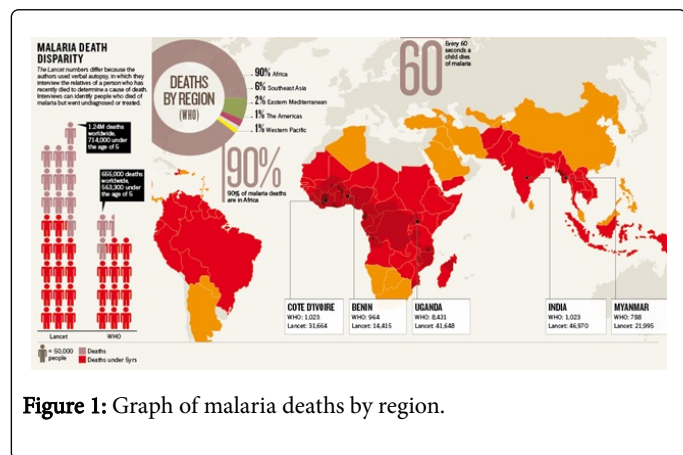 MALARIA DEATH
DISPARITY
The Lancet numbers differ because the
authors used verbal autopsy, in which they
interview the relatives of a person who has
recently died to determine a cause of death.
Interviews can identify people who died of
malaria but went undiagnosed or treated.
1.24M deaths
worldwide,
714,000 under
the age of 5
655,000 deaths
worldwide,
563,300 under
the age of 5
Lancet
WHO
= 50,000
people
Deaths
Deaths under 5yrs
DEATHS
BY REGION
(WHO)
90% Africa
6% Southeast Asia
2% Eastern Mediterranean
1% The Americas
1% Western Pacific
90%
90% of malaria deaths
are in Africa
60
Every 60
seconds a
child dies
of malaria
COTE D'IVOIRE
WHO: 1,023
Lancet: 31,664
BENIN
WHO: 964
Lancet: 14,415
UGANDA
WHO: 8,431
Lancet: 41,648
INDIA
WHO: 1,023
Lancet: 46,970
MYANMAR
WHO: 788
Lancet: 21,995
Figure 1: Graph of malaria deaths by region.